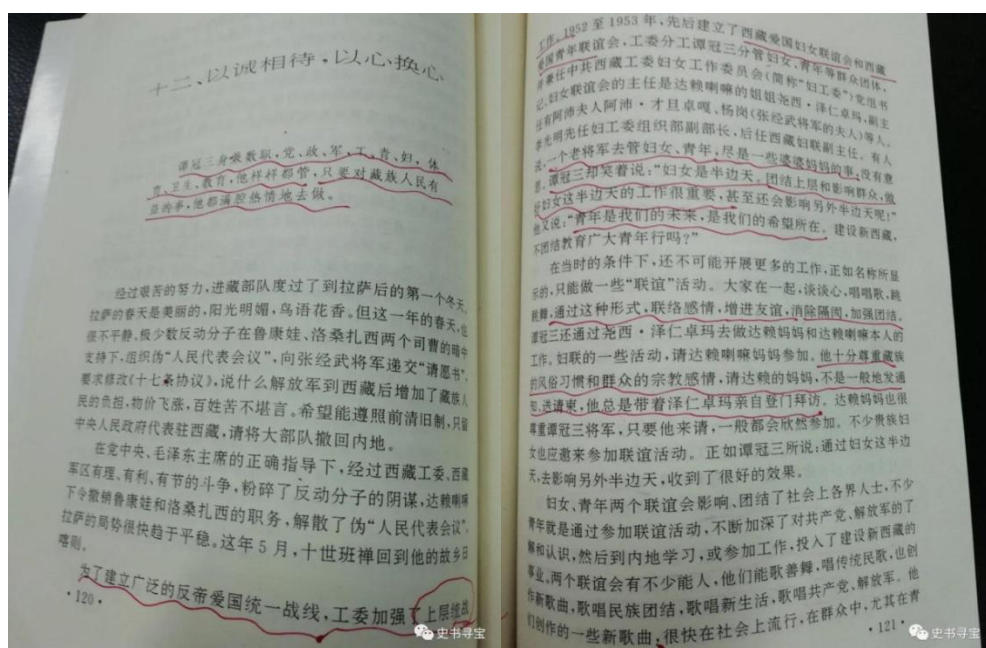 十二、以诚相待，以心换心
谭冠三身兼数职，党、政、军、工、青、妇，体
育、卫生、教育，他样样都管，只要对藏族人民有
益的事，他都满腔热情地去做。
经过艰苦的努力，进藏部队度过了到拉萨后的第一个冬天。
拉萨的春天是美丽的，阳光明媚，鸟语花香。但这一年的春天，也
很不平静，极少数反动分子在鲁康娃、洛桑扎西两个司曹的暗中
支持下，组织伪“人民代表会议”，向张经武将军递交“请愿书”，
要求修改《十七条协议》，说什么解放军到西藏后增加了藏族人
民的负担，物价飞涨，百姓苦不堪言。希望能遵照前清旧制，只留
中央人民政府代表驻西藏，请将大部队撤回内地。
在党中央、毛泽东主席的正确指导下，经过西藏工委、西藏
军区有理、有利、有节的斗争，粉碎了反动分子的阴谋，达赖喇嘛
下令撤销鲁康娃和洛桑扎西的职务，解散了伪“人民代表会议”，
拉萨的局势很快趋于平稳。这年5月，十世班禅回到他的故乡日
喀则。
为了建立广泛的反帝爱国统一战线，工委加强了上层统战
·120·
史书寻宝
工作。1952至1953年，先后建立了西藏爱国妇女联谊会和西藏
爱国青年联谊会，工委分工谭冠三分管妇女、青年等群众团体，
并兼任中共西藏工委妇女工作委员会（简称“妇工委”）党组书
记。妇女联谊会的主任是达赖喇嘛的姐姐尧西·泽仁卓玛，副主
任有阿沛夫人阿沛·才旦卓嘎，杨岗（张经武将军的夫人）等人。
李光明先任妇工委组织部副部长，后任西藏妇联副主任。有人
说，一个老将军去管妇女、青年，尽是一些婆婆妈妈的事，没有意
思。谭冠三却笑着说：“妇女是半边天。团结上层和影响群众，做
好妇女这半边天的工作很重要，甚至还会影响另外半边天呢！”
他又说：“青年是我们的未来，是我们的希望所在。建设新西藏，
不团结教育广大青年行吗？”
在当时的条件下，还不可能开展更多的工作，正如名称所显
示的，只能做一些“联谊”活动。大家在一起，谈谈心，唱唱歌，跳
跳舞，通过这种形式，联络感情，增进友谊，消除隔阂，加强团结。
谭冠三还通过尧西·泽仁卓玛去做达赖妈妈和达赖喇嘛本人的
工作。妇联的一些活动，请达赖喇嘛妈妈参加。他十分尊重藏族
的风俗习惯和群众的宗教感情，请达赖的妈妈，不是一般地发通
知、送请柬，他总是带着泽仁卓玛亲自登门拜访。达赖妈妈也很
尊重谭冠三将军，只要他来请，一般都会欣然参加。不少贵族妇
女也应邀来参加联谊活动。正如谭冠三所说：通过妇女这半边
天，去影响另外半天，收到了很好的效果。
妇女、青年两个联谊会影响、团结了社会上各界人士，不少
青年就是通过参加联谊活动，不断加深了对共产党、解放军的了
解和认识，然后到内地学习，或参加工作，投入了建设新西藏的
事业。两个联谊会有不少能人，他们能歌善舞，唱传统民歌，也创
作新歌曲，歌唱民族团结，歌唱新生活，歌唱共产党、解放军。他
们创作的一些新歌曲，很快在社会上流行，在群众中，尤其在青
·121·
史书寻宝